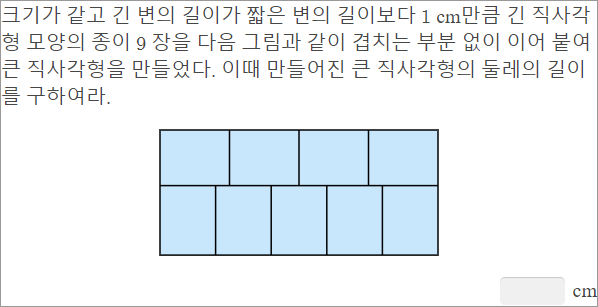 크기가 같고 긴 변의 길이가 짧은 변의 길이보다 1 cm만큼 긴 직사각
형 모양의 종이 9 장을 다음 그림과 같이 겹치는 부분 없이 이어 붙여
큰 직사각형을 만들었다. 이때 만들어진 큰 직사각형의 둘레의 길이
를 구하여라.
cm